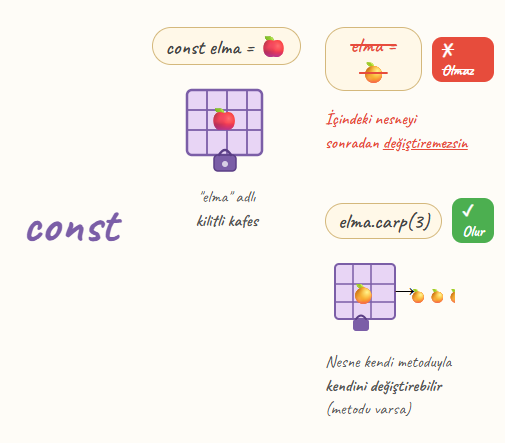 const
const elma = 🍎
"elma" adlı
kilitli kafes
elma =
🍊
✗
Olmaz
İçindeki nesneyi
sonradan değiştiremezsin
elma.carp(3)
✓
Olur
Nesne kendi metoduyla
kendini değiştirebilir
(metodu varsa)